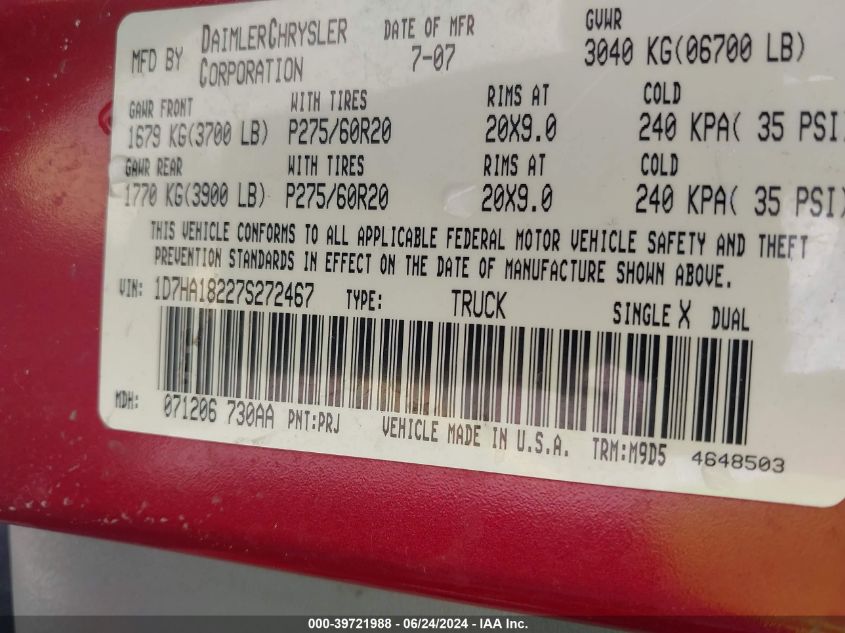 MFD BY DAIMLERCHRYSLER CORPORATION DATE OF MFR 7-07 GVWR 3040 KG(06700 LB)
GAWR FRONT WITH TIRES RIMS AT COLD
1679 KG(3700 LB) P275/60R20 20X9.0 240 KPA( 35 PSI)
GAWR REAR WITH TIRES RIMS AT COLD
1770 KG(3900 LB) P275/60R20 20X9.0 240 KPA( 35 PSI)
THIS VEHICLE CONFORMS TO ALL APPLICABLE FEDERAL MOTOR VEHICLE SAFETY AND THEFT
PREVENTION STANDARDS IN EFFECT ON THE DATE OF MANUFACTURE SHOWN ABOVE.
VIN: 1D7HA18227S272467 TYPE: TRUCK SINGLE X DUAL
MDH: 071206 730AA PNT:PRJ VEHICLE MADE IN U.S.A. TRM:M9D5 4648503
000-39721988 - 06/24/2024 - IAA Inc.